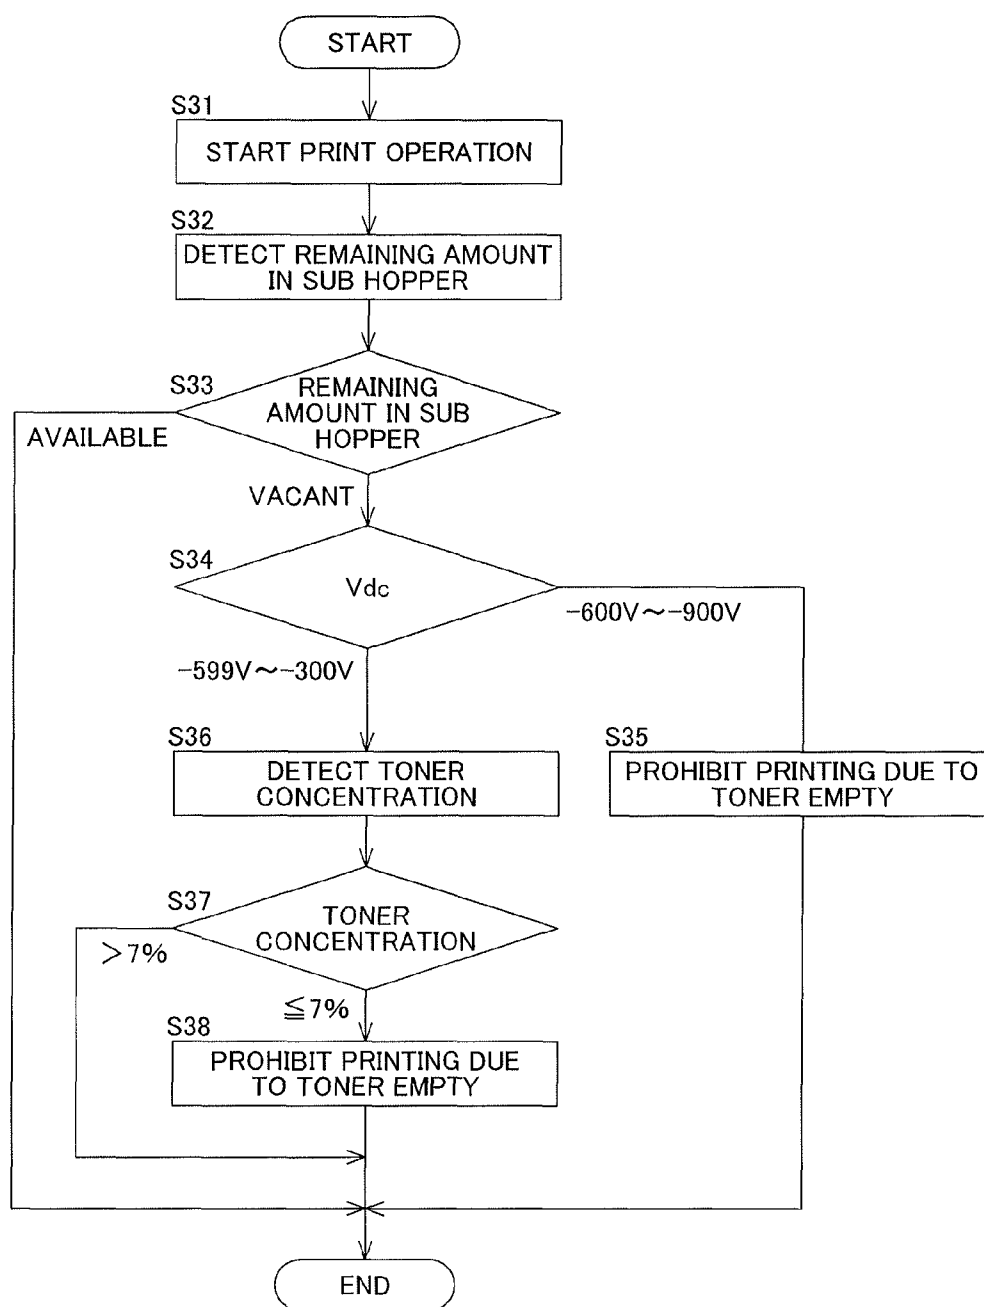 START
S31
START PRINT OPERATION
S32
DETECT REMAINING AMOUNT
IN SUB HOPPER
S33
REMAINING
AMOUNT IN SUB
HOPPER
AVAILABLE
VACANT
S34
Vdc
-600V～-900V
-599V～-300V
S36
DETECT TONER
CONCENTRATION
S35
PROHIBIT PRINTING DUE TO
TONER EMPTY
S37
TONER
CONCENTRATION
＞7%
≦7%
S38
PROHIBIT PRINTING DUE
TO TONER EMPTY
END